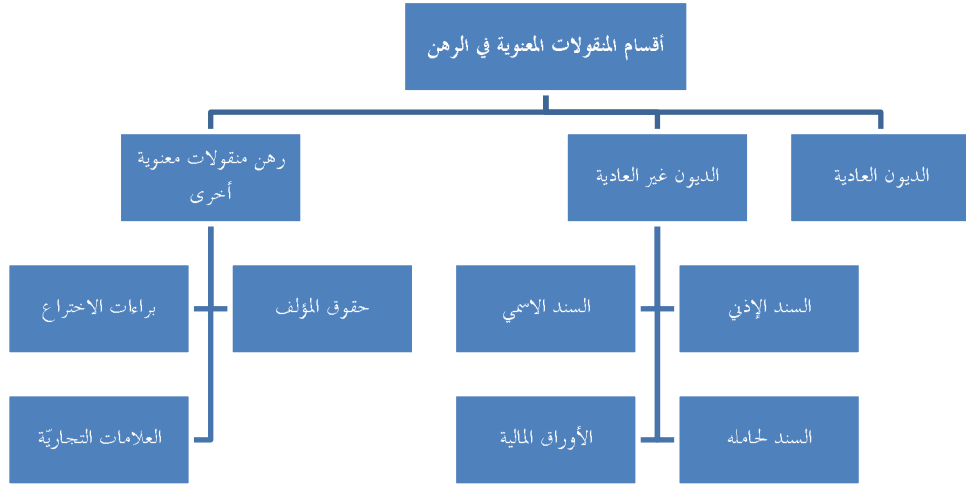 أقسام المنقولات المعنوية في الرهن
الديون العادية
الديون غير العادية
رهن منقولات معنوية
أخرى
السند الإذني
السند الاسمي
حقوق المؤلف
براءات الاختراع
السند لحامله
الأوراق المالية
العلامات التجاريّة